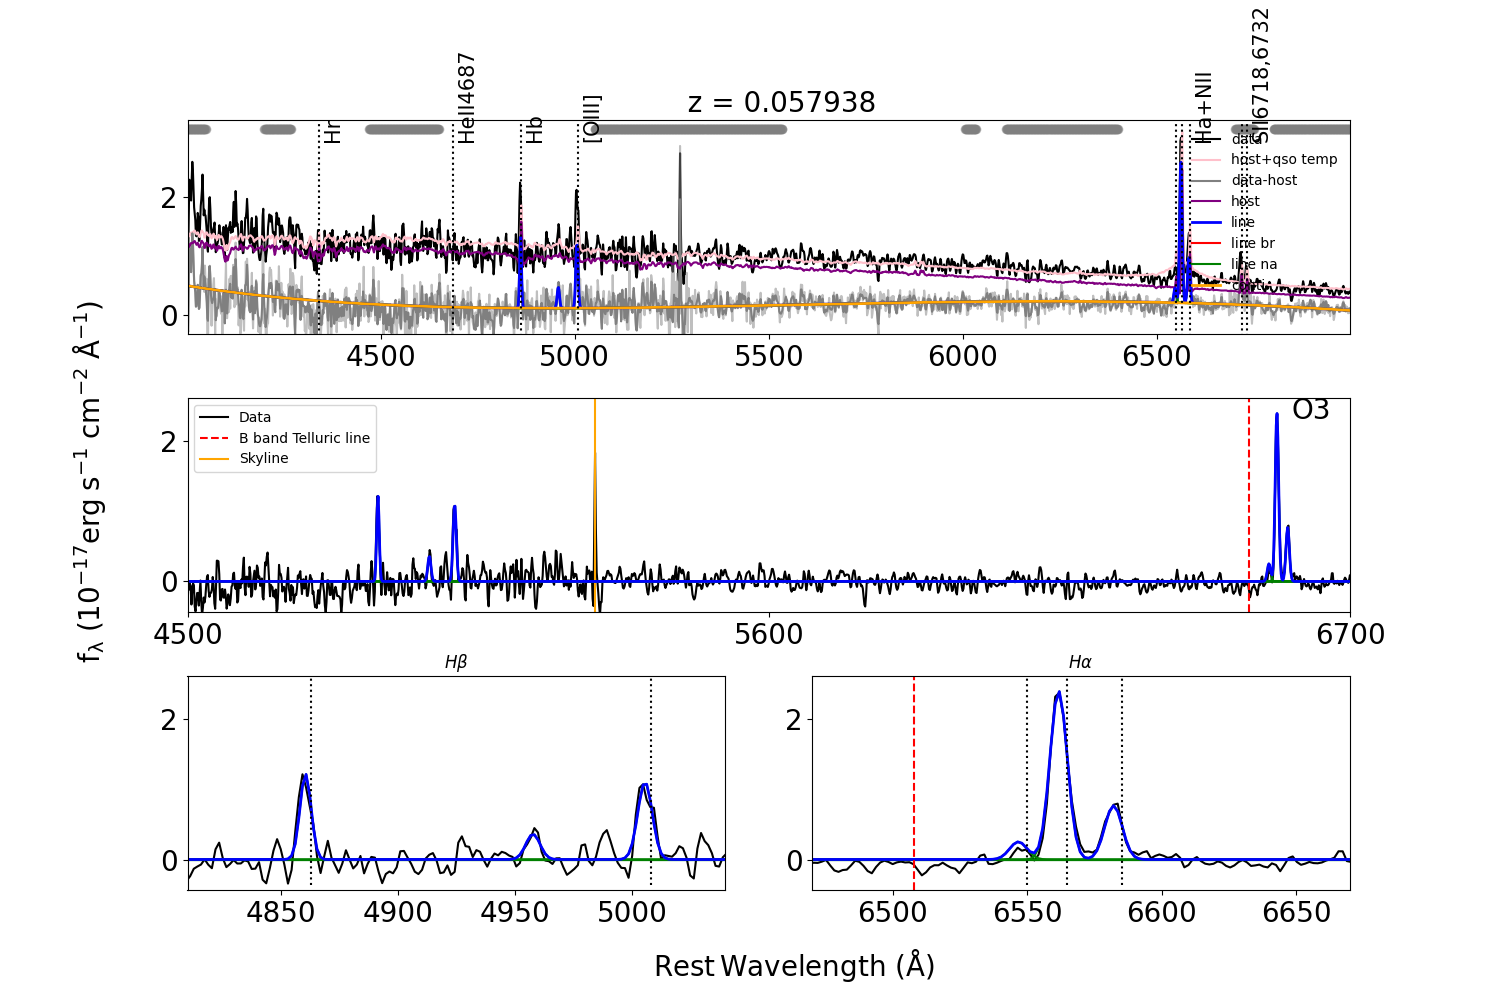 Hr
HeII4687
Hb
[OIII]
Ha+NII
SII6718,6732
z = 0.057938
data
host+qso temp
data-host
host
line
line br
line na
2
0
4500 5000 5500 6000 6500
fλ (10−17erg s−1 cm−2 Å−1)
Data
B band Telluric line
Skyline
O3
2
0
4500 5600 6700
Hβ
2
0
4850 4900 4950 5000
Hα
2
0
6500 6550 6600 6650
Rest Wavelength (Å)